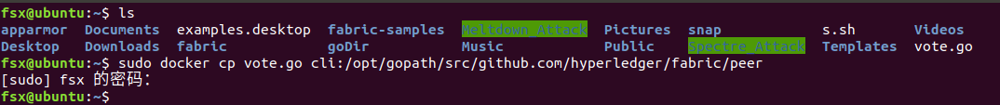 fsx@ubuntu:~$ ls
apparmor Documents examples.desktop fabric-samples Meltdown_Attack Pictures snap s.sh Videos
Desktop Downloads fabric goDir Music Public Spectre_Attack Templates vote.go
fsx@ubuntu:~$ sudo docker cp vote.go cli:/opt/gopath/src/github.com/hyperledger/fabric/peer
[sudo] fsx 的密码：
fsx@ubuntu:~$